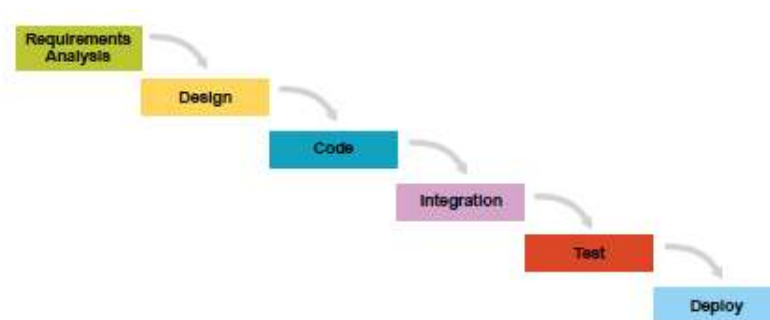 Requirements
Analysis
Design
Code
Integration
Test
Deploy